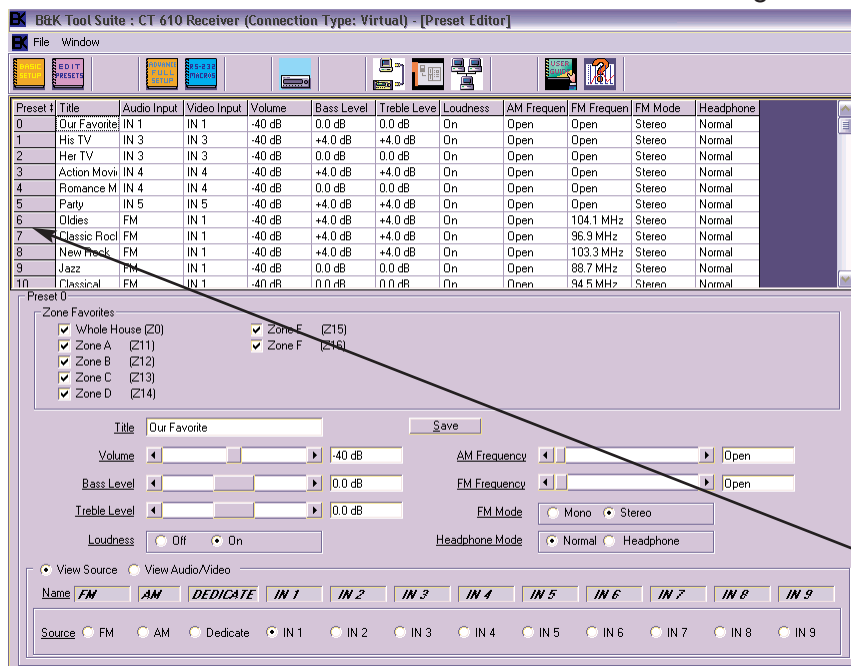 B&K Tool Suite : CT 610 Receiver (Connection Type: Virtual) - [Preset Editor]
File Window
BASIC SETUP EDIT PRESETS ADVANCE FULL SETUP RS-232 MACROS USER
Preset # Title Audio Input Video Input Volume Bass Level Treble Leve Loudness AM Frequen FM Frequen FM Mode Headphone
0 Our Favorite IN 1 IN 1 -40 dB 0.0 dB 0.0 dB On Open Open Stereo Normal
1 His TV IN 3 IN 3 -40 dB +4.0 dB +4.0 dB On Open Open Stereo Normal
2 Her TV IN 3 IN 3 -40 dB 0.0 dB 0.0 dB On Open Open Stereo Normal
3 Action Movi IN 4 IN 4 -40 dB +4.0 dB +4.0 dB On Open Open Stereo Normal
4 Romance M IN 4 IN 4 -40 dB 0.0 dB 0.0 dB On Open Open Stereo Normal
5 Party IN 5 IN 5 -40 dB +4.0 dB +4.0 dB On Open Open Stereo Normal
6 Oldies FM IN 1 -40 dB +4.0 dB +4.0 dB On Open 104.1 MHz Stereo Normal
7 Classic Rocl FM IN 1 -40 dB +4.0 dB +4.0 dB On Open 96.9 MHz Stereo Normal
8 New Rock FM IN 1 -40 dB +4.0 dB +4.0 dB On Open 103.3 MHz Stereo Normal
9 Jazz FM IN 1 -40 dB 0.0 dB 0.0 dB On Open 88.7 MHz Stereo Normal
10 Classical FM IN 1 -40 dB 0.0 dB 0.0 dB On Open 94.5 MHz Stereo Normal
Preset 0
Zone Favorites
Whole House (Z0) Zone E (Z15)
Zone A (Z11) Zone F (Z16)
Zone B (Z12)
Zone C (Z13)
Zone D (Z14)
Title Our Favorite Save
Volume -40 dB AM Frequency Open
Bass Level 0.0 dB FM Frequency Open
Treble Level 0.0 dB FM Mode Mono Stereo
Loudness Off On Headphone Mode Normal Headphone
View Source View Audio/Video
Name FM AM DEDICATE IN 1 IN 2 IN 3 IN 4 IN 5 IN 6 IN 7 IN 8 IN 9
Source FM AM Dedicate IN 1 IN 2 IN 3 IN 4 IN 5 IN 6 IN 7 IN 8 IN 9